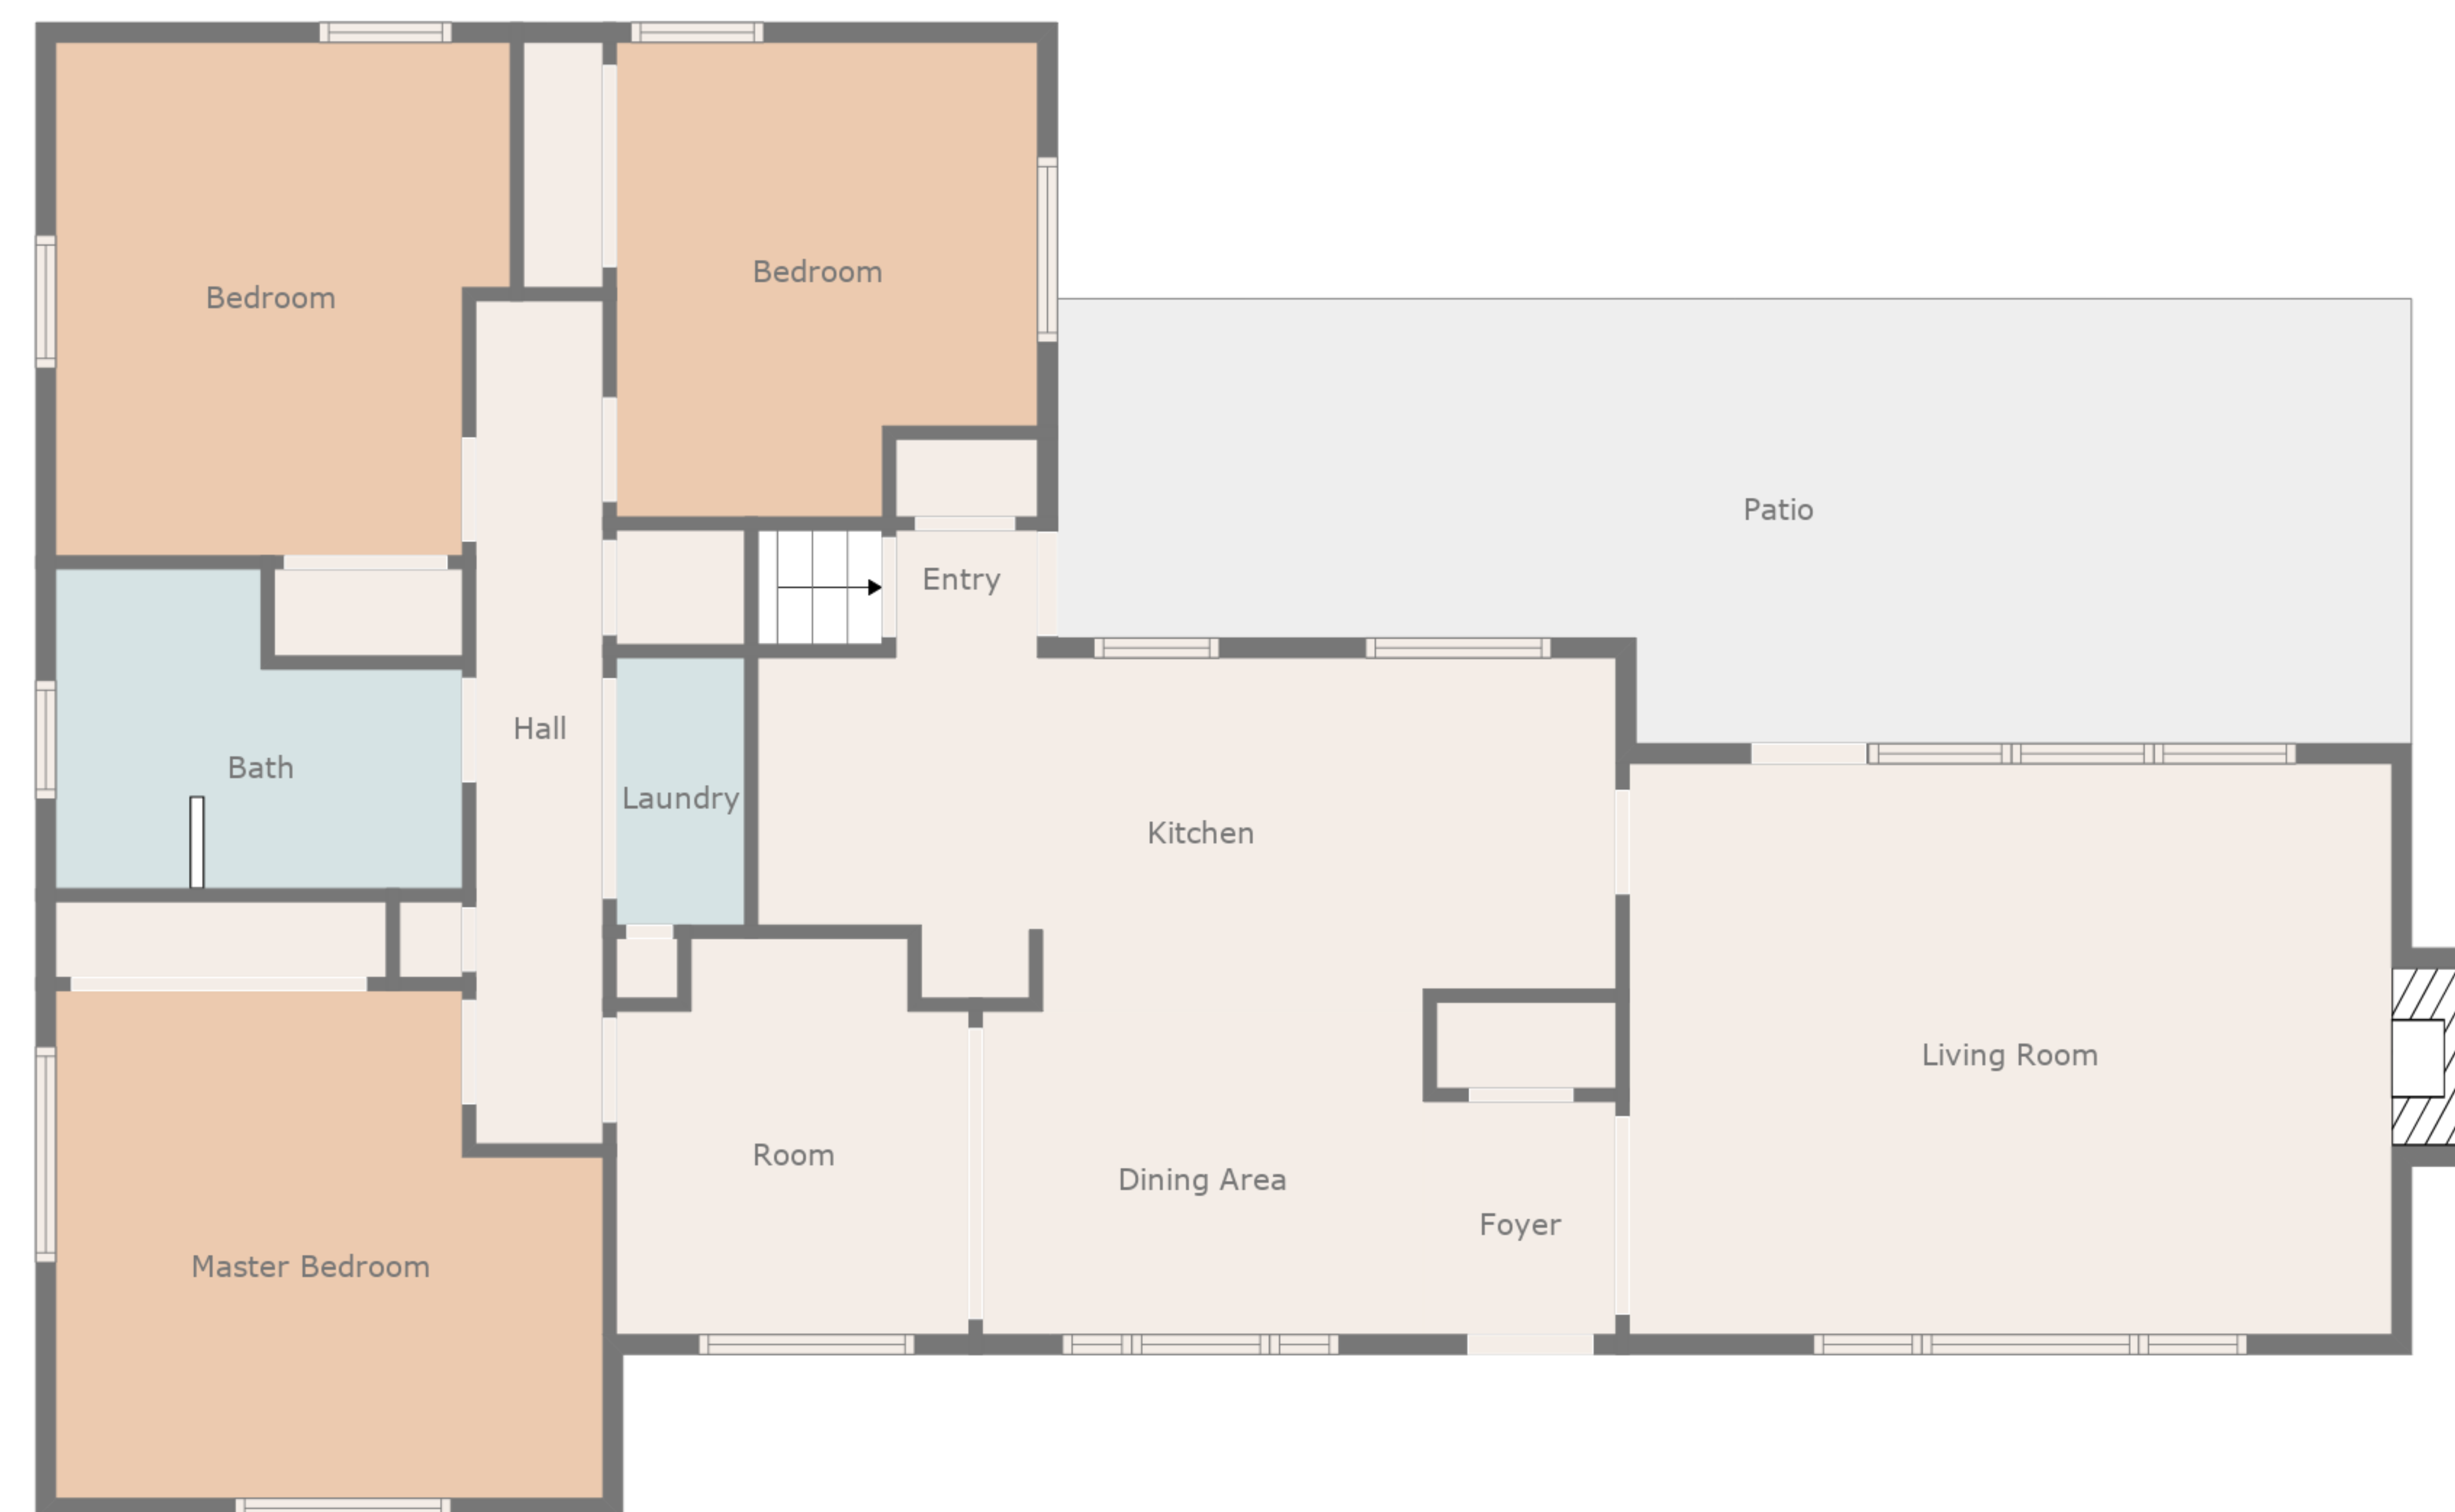 Bedroom
Bedroom
Patio
Entry
Hall
Bath
Laundry
Kitchen
Living Room
Room
Dining Area
Foyer
Master Bedroom